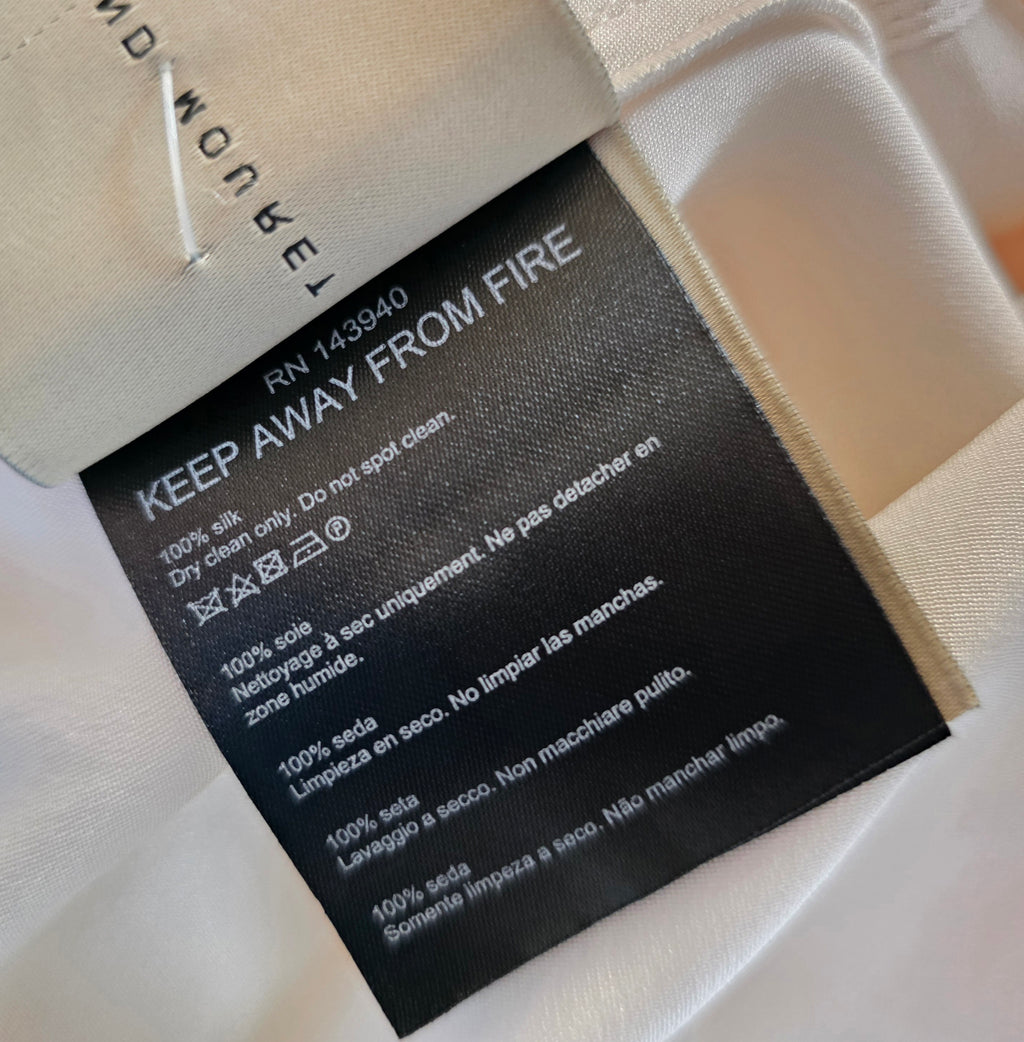 ND MOURET
RN 143940
KEEP AWAY FROM FIRE
100% silk
Dry clean only. Do not spot clean.
P
100% soie
Nettoyage à sec uniquement. Ne pas detacher en
zone humide.
100% seda
Limpieza en seco. No limpiar las manchas.
100% seta
Lavaggio a secco. Non macchiare pulito.
100% seda
Somente limpeza a seco. Não manchar limpo.